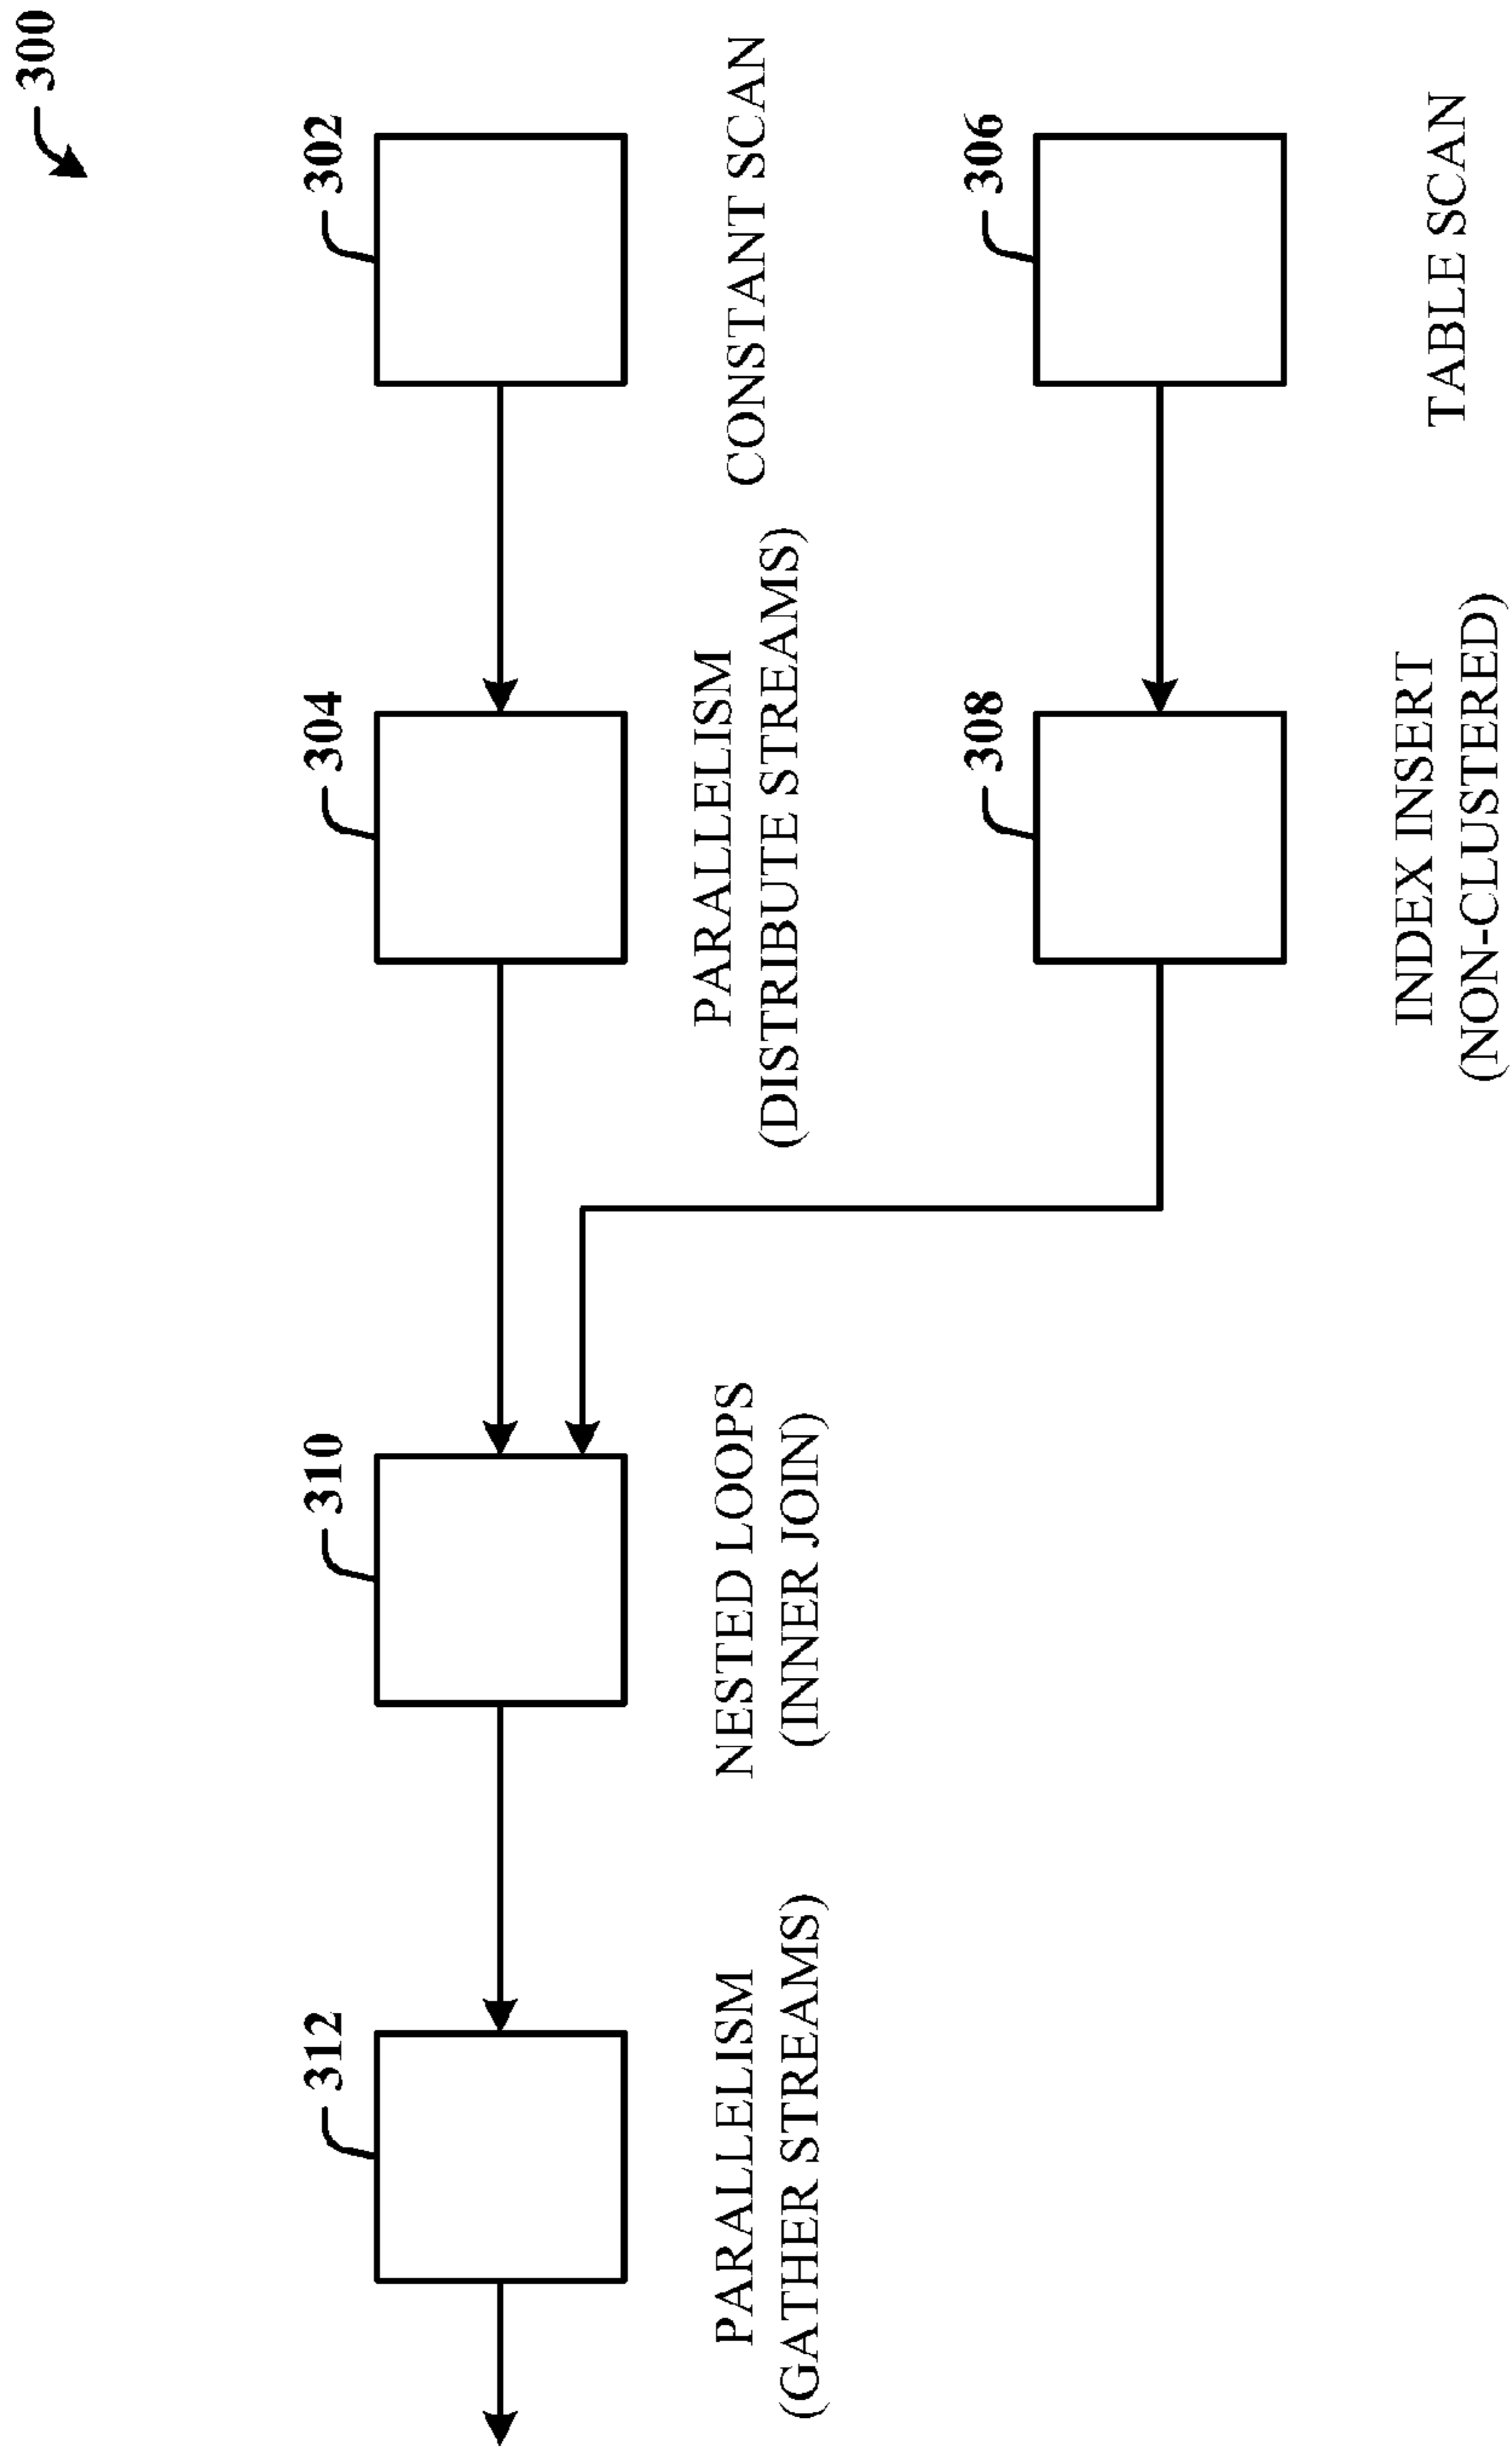 300
312
310
304
302
PARALLELISM
(GATHER STREAMS)
NESTED LOOPS
(INNER JOIN)
PARALLELISM
(DISTRIBUTE STREAMS)
CONSTANT SCAN
308
306
INDEX INSERT
(NON-CLUSTERED)
TABLE SCAN